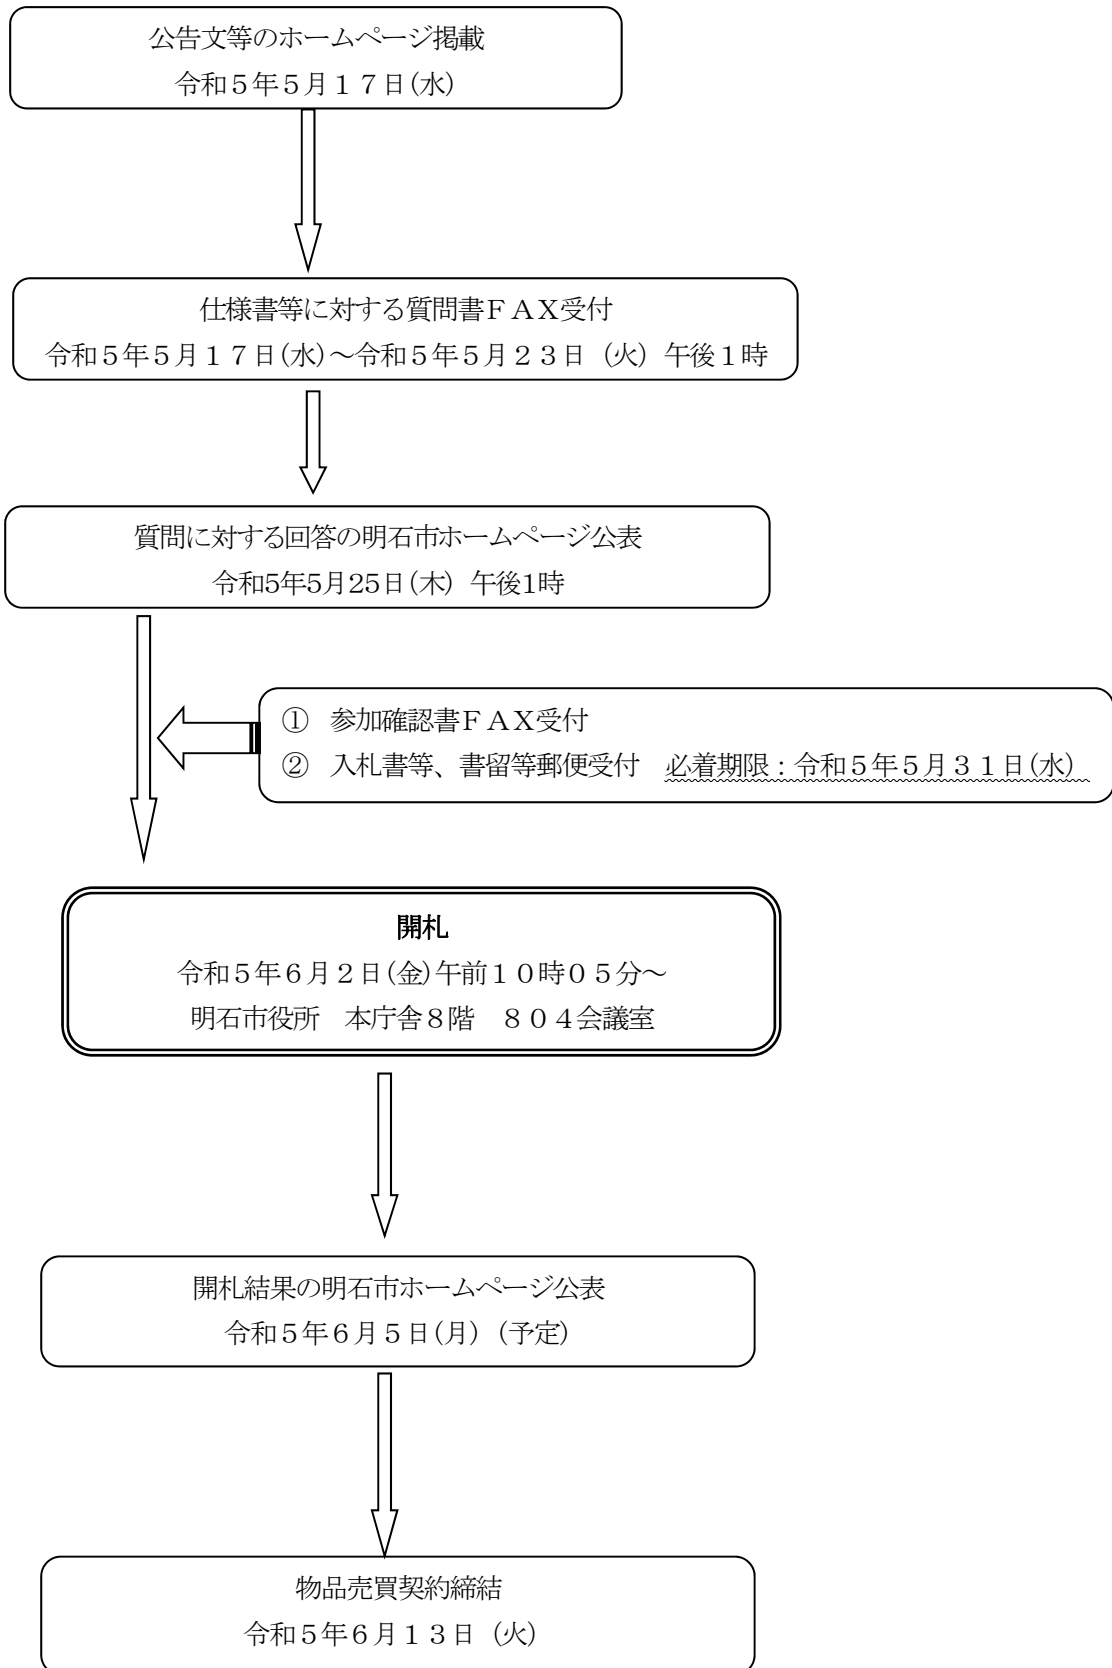 公告文等のホームページ掲載
令和５年５月１７日(水)
仕様書等に対する質問書ＦＡＸ受付
令和５年５月１７日(水)～令和５年５月２３日（火）午後１時
質問に対する回答の明石市ホームページ公表
令和5年5月25日(木）午後1時
①　参加確認書ＦＡＸ受付
②　入札書等、書留等郵便受付　必着期限：令和５年５月３１日(水)
開札
令和５年６月２日(金)午前１０時０５分～
明石市役所　本庁舎８階　８０４会議室
開札結果の明石市ホームページ公表
令和５年６月５日(月)（予定）
物品売買契約締結
令和５年６月１３日（火）